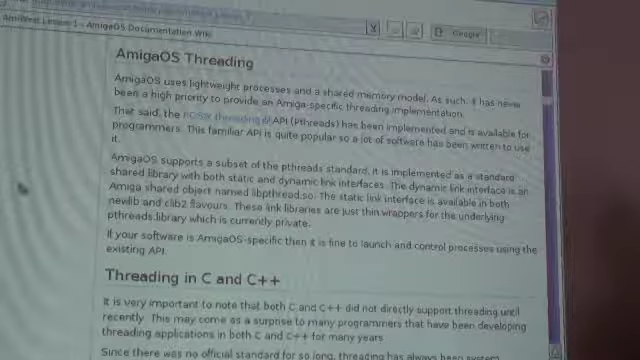 AmiWest Lesson 1 - AmigaOS Documentation Wiki
Google
AmigaOS Threading
AmigaOS uses lightweight processes and a shared memory model. As such, it has never
been a high priority to provide an Amiga-specific threading implementation.
That said, the POSIX threading API (Pthreads) has been implemented and is available for
programmers. This familiar API is quite popular so a lot of software has been written to use
it.
AmigaOS supports a subset of the pthreads standard. It is implemented as a standard
shared library with both static and dynamic link interfaces. The dynamic link interface is an
Amiga shared object named libpthread.so. The static link interface is available in both
newlib and clib2 flavours. These link libraries are just thin wrappers for the underlying
pthreads.library which is currently private.
If your software is AmigaOS-specific then it is fine to launch and control processes using the
existing API.
Threading in C and C++
It is very important to note that both C and C++ did not directly support threading until
recently. This may come as a surprise to many programmers that have been developing
threading applications in both C and C++ for many years.
Since there was no official standard for so long, threading has always been system